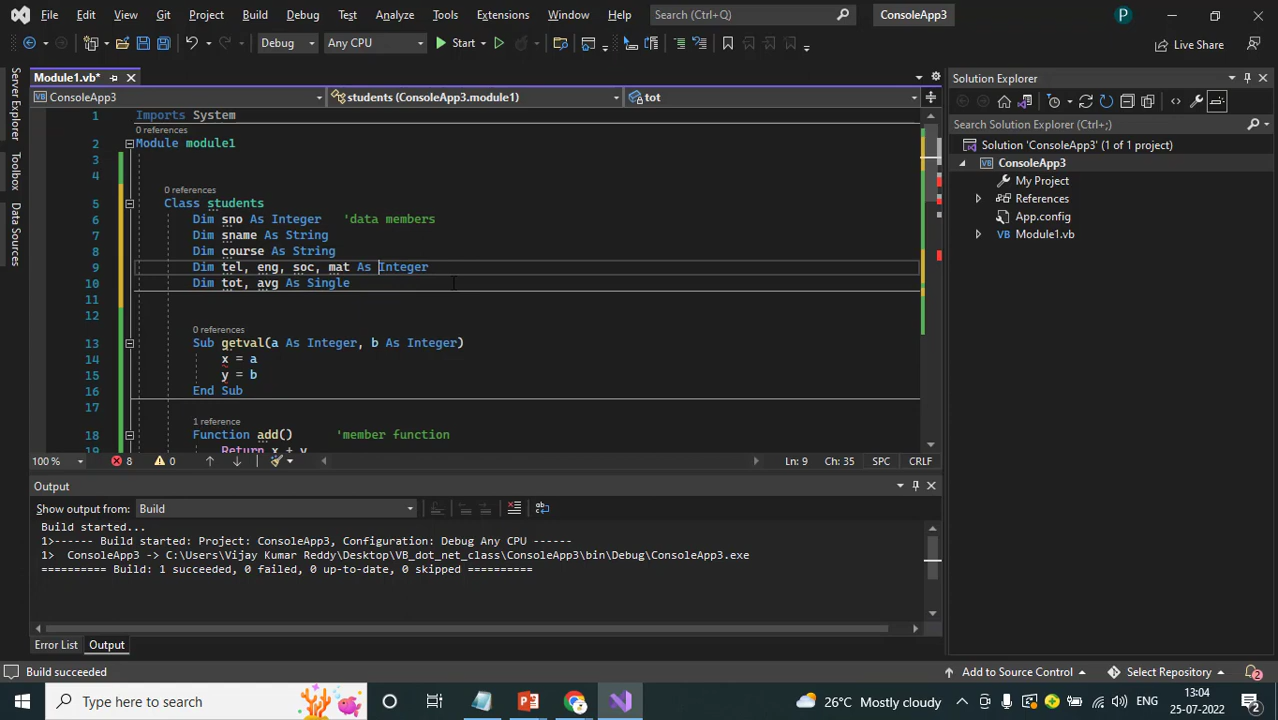 File Edit View Git Project Build Debug Test Analyze Tools Extensions Window Help Search (Ctrl+Q) ConsoleApp3 P
Debug Any CPU Start Live Share
Module1.vb*
ConsoleApp3 students (ConsoleApp3.module1) tot
Server Explorer
Toolbox
Data Sources
1 Imports System
0 references
2 Module module1
3
4
0 references
5 Class students
6 Dim sno As Integer 'data members
7 Dim sname As String
8 Dim course As String
9 Dim tel, eng, soc, mat As Integer
10 Dim tot, avg As Single
11
12
0 references
13 Sub getval(a As Integer, b As Integer)
14 x = a
15 y = b
16 End Sub
17
1 reference
18 Function add() 'member function
19 Return x + y
100 % 8 0 Ln: 9 Ch: 35 SPC CRLF
Output
Show output from: Build
Build started...
1>------ Build started: Project: ConsoleApp3, Configuration: Debug Any CPU ------
1> ConsoleApp3 -> C:\Users\Vijay Kumar Reddy\Desktop\VB_dot_net_class\ConsoleApp3\bin\Debug\ConsoleApp3.exe
========== Build: 1 succeeded, 0 failed, 0 up-to-date, 0 skipped ==========
Error List Output
Solution Explorer
Search Solution Explorer (Ctrl+;)
Solution 'ConsoleApp3' (1 of 1 project)
ConsoleApp3
My Project
References
App.config
Module1.vb
Build succeeded Add to Source Control Select Repository 2
Type here to search 26°C Mostly cloudy ENG 13:04
25-07-2022 2